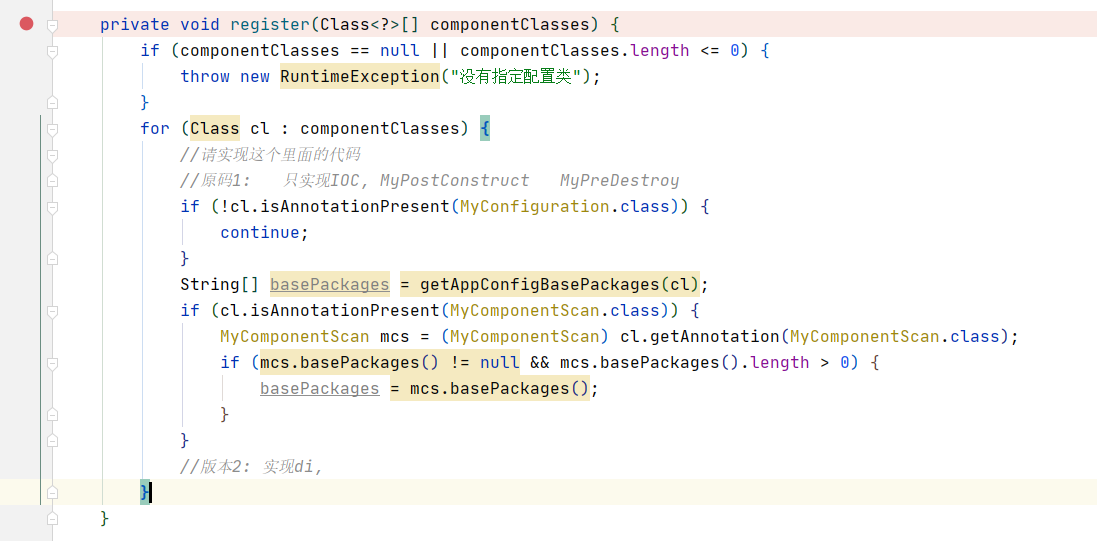 private void register(Class<?>[] componentClasses) {
if (componentClasses == null || componentClasses.length <= 0) {
throw new RuntimeException("没有指定配置类");
}
for (Class cl : componentClasses) {
//请实现这个里面的代码
//原码1:   只实现IOC, MyPostConstruct   MyPreDestroy
if (!cl.isAnnotationPresent(MyConfiguration.class)) {
continue;
}
String[] basePackages = getAppConfigBasePackages(cl);
if (cl.isAnnotationPresent(MyComponentScan.class)) {
MyComponentScan mcs = (MyComponentScan) cl.getAnnotation(MyComponentScan.class);
if (mcs.basePackages() != null && mcs.basePackages().length > 0) {
basePackages = mcs.basePackages();
}
}
//版本2: 实现di,
}
}